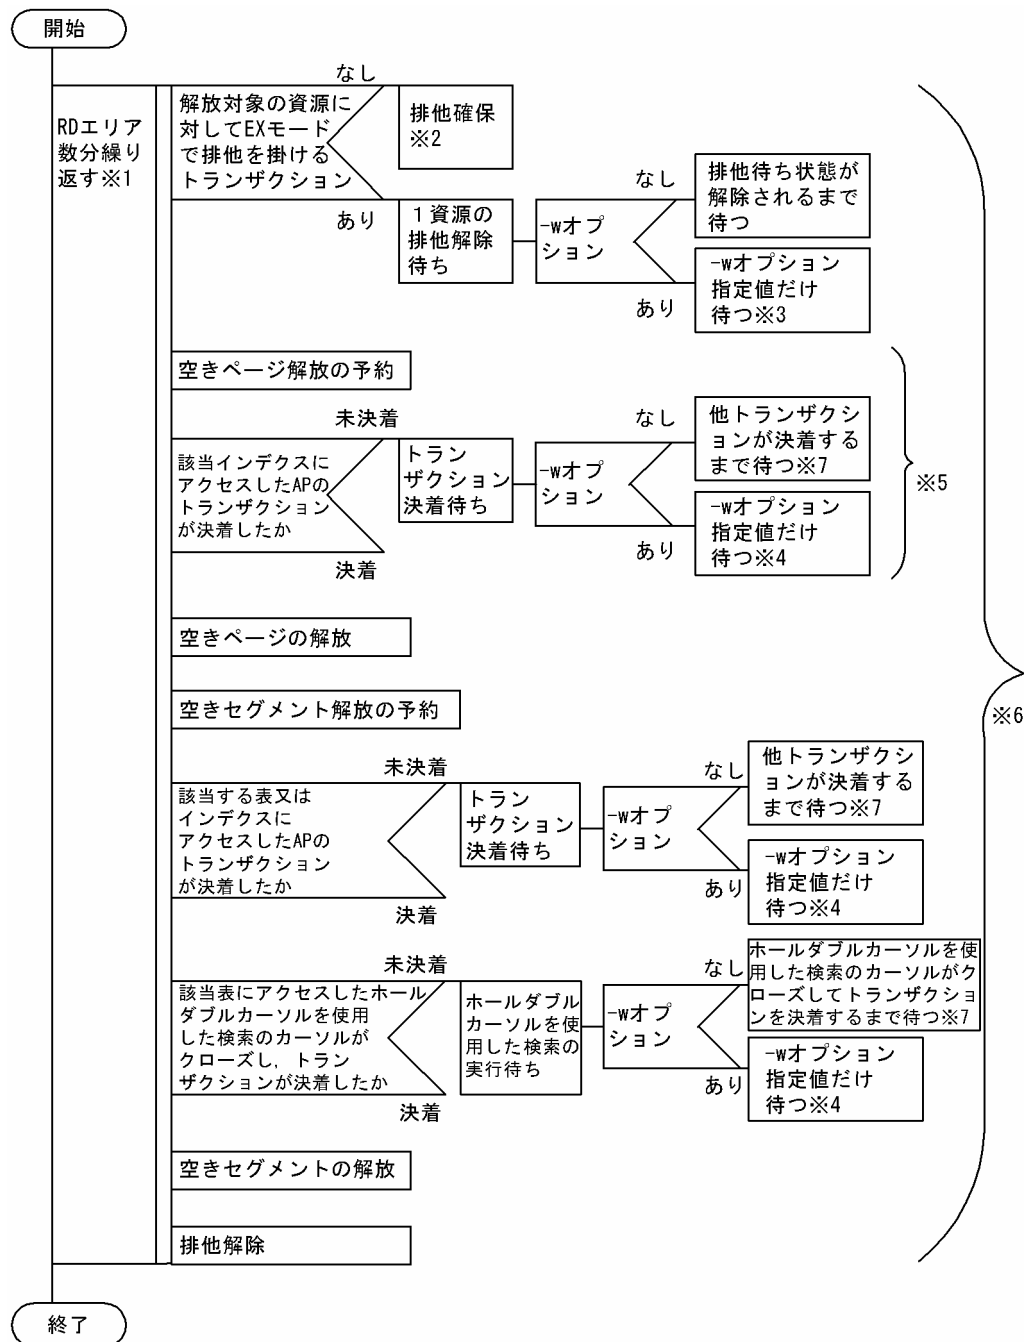 開始
RDエリア
数分繰り
返す※1
解放対象の資源に
対してEXモード
で排他を掛ける
トランザクション
なし
排他確保
※2
あり
1資源の
排他解除
待ち
-wオプ
ション
なし
排他待ち状態が
解除されるまで
待つ
あり
-wオプション
指定値だけ
待つ※3
空きページ解放の予約
該当インデクスに
アクセスしたAPの
トランザクション
が決着したか
未決着
トラン
ザクション
決着待ち
-wオプ
ション
なし
他トランザクシ
ョンが決着する
まで待つ※7
あり
-wオプション
指定値だけ
待つ※4
決着
※5
空きページの解放
空きセグメント解放の予約
※6
該当する表又は
インデクスに
アクセスしたAPの
トランザクション
が決着したか
未決着
トラン
ザクション
決着待ち
-wオプ
ション
なし
他トランザクシ
ョンが決着する
まで待つ※7
あり
-wオプション
指定値だけ
待つ※4
決着
該当表にアクセスしたホール
ダブルカーソルを使用
した検索のカーソルが
クローズし，トラン
ザクションが決着したか
未決着
ホールダブル
カーソルを使
用した検索の
実行待ち
-wオプ
ション
なし
ホールダブルカーソルを使
用した検索のカーソルがク
ローズしてトランザクショ
ンを決着するまで待つ※7
あり
-wオプション
指定値だけ
待つ※4
決着
空きセグメントの解放
排他解除
終了